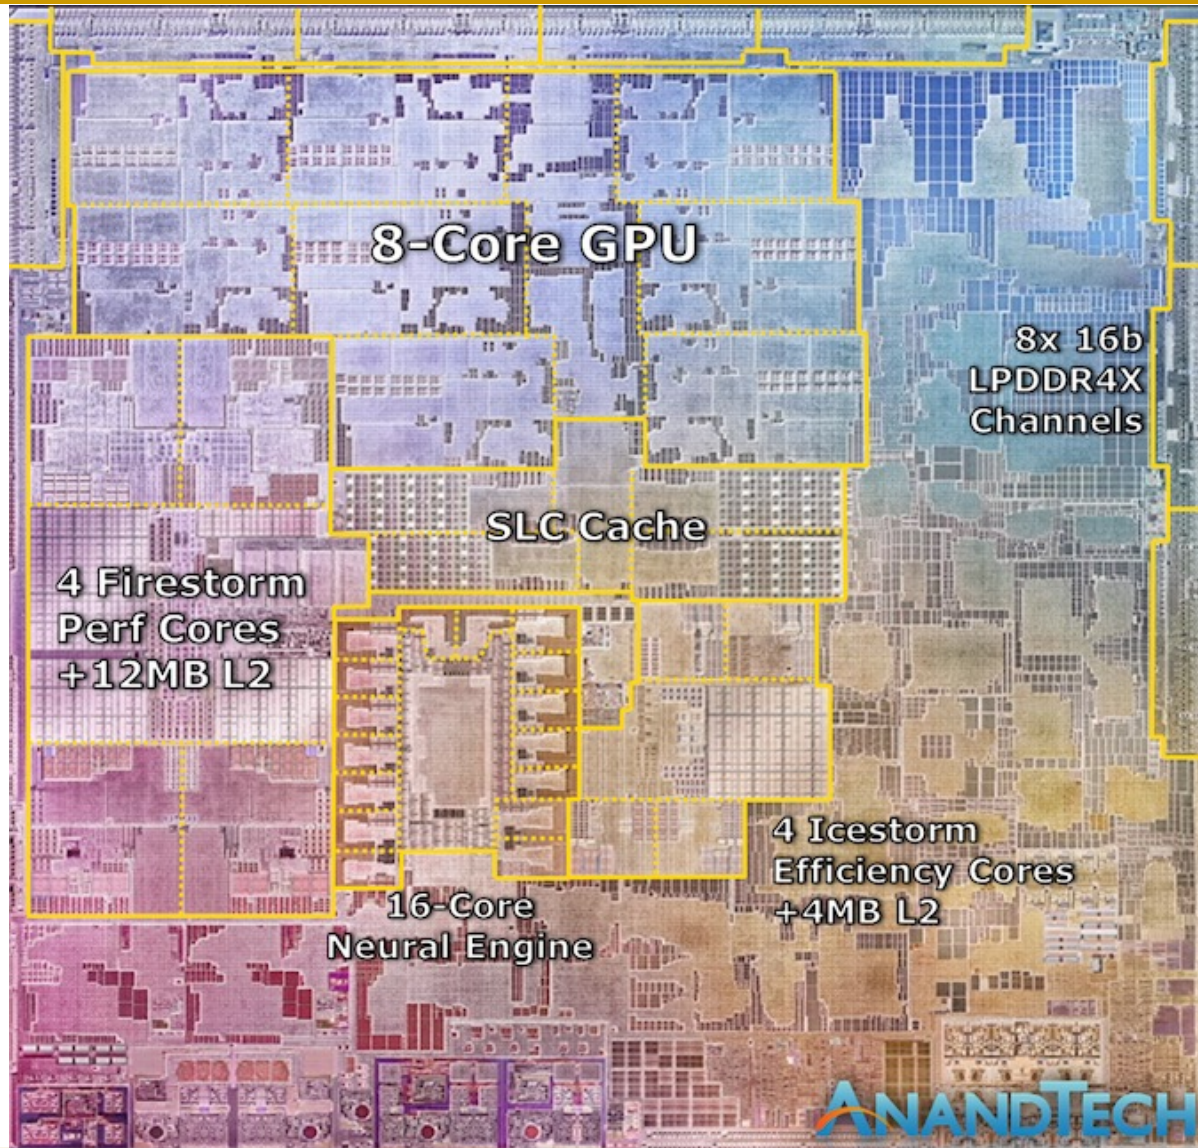 8-Core GPU
8x 16b
LPDDR4X
Channels
SLC Cache
4 Firestorm
Perf Cores
+12MB L2
4 Icestorm
Efficiency Cores
+4MB L2
16-Core
Neural Engine
ANANDTECH